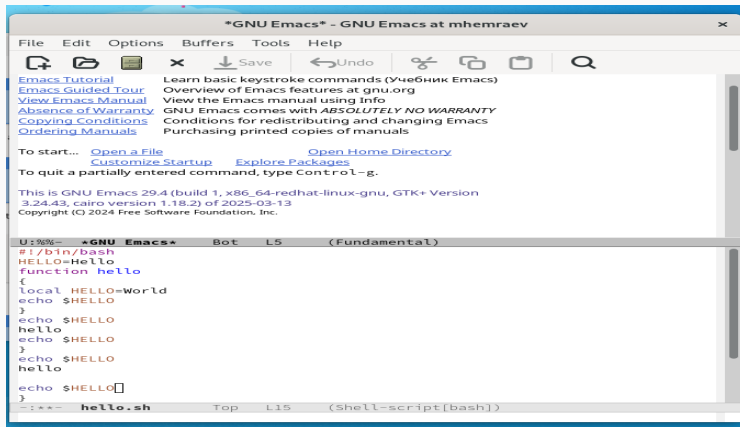 *GNU Emacs* - GNU Emacs at mhemraev
File Edit Options Buffers Tools Help
Save Undo
Emacs Tutorial Learn basic keystroke commands (Учебник Emacs)
Emacs Guided Tour Overview of Emacs features at gnu.org
View Emacs Manual View the Emacs manual using Info
Absence of Warranty GNU Emacs comes with ABSOLUTELY NO WARRANTY
Copying Conditions Conditions for redistributing and changing Emacs
Ordering Manuals Purchasing printed copies of manuals
To start... Open a File Open Home Directory
Customize Startup Explore Packages
To quit a partially entered command, type Control-g.
This is GNU Emacs 29.4 (build 1, x86_64-redhat-linux-gnu, GTK+ Version
3.24.43, cairo version 1.18.2) of 2025-03-13
Copyright (C) 2024 Free Software Foundation, Inc.
U:%%- *GNU Emacs* Bot L5 (Fundamental)
#!/bin/bash
HELLO=Hello
function hello
{
local HELLO=World
echo $HELLO
}
echo $HELLO
hello
echo $HELLO
}
echo $HELLO
hello
echo $HELLO
}
-:**- hello.sh Top L15 (Shell-script[bash])